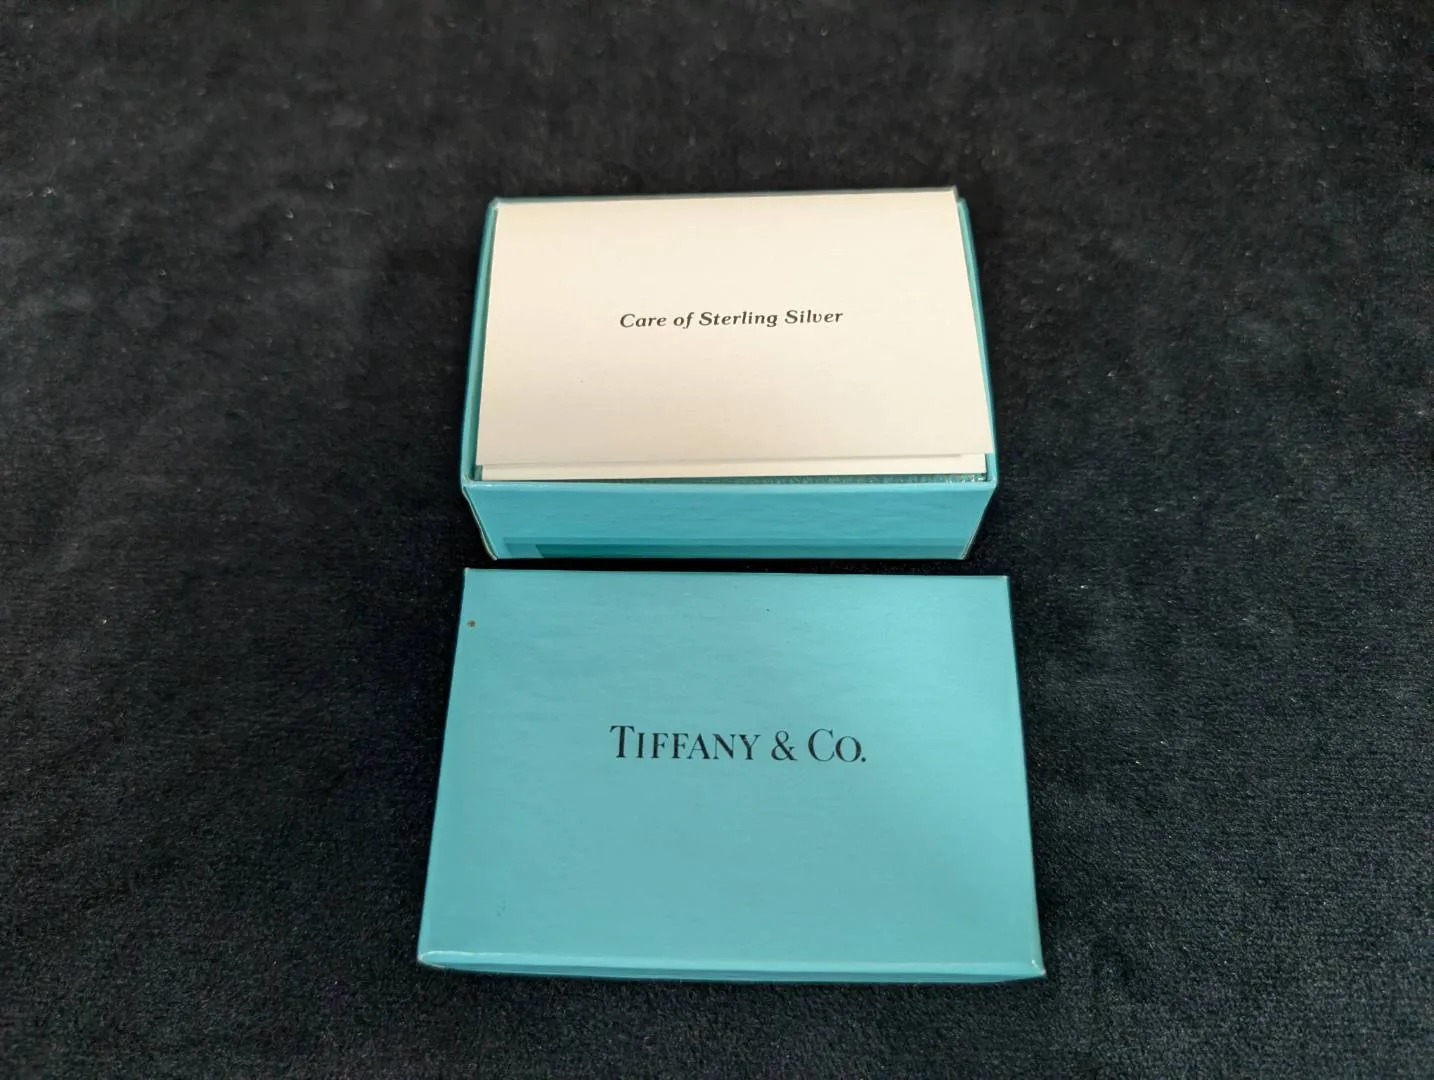 Care of Sterling Silver
TIFFANY & CO.